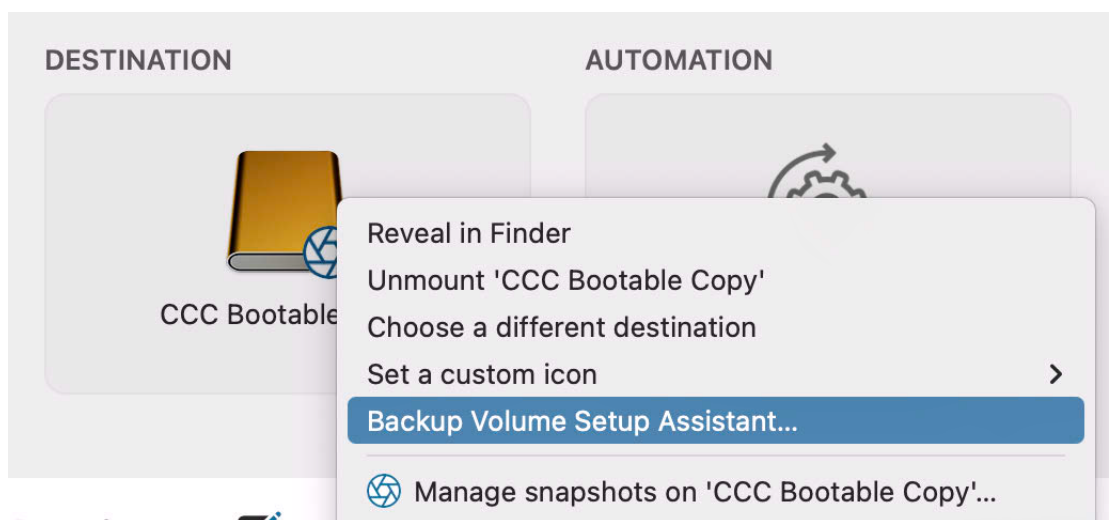 DESTINATION
AUTOMATION
CCC Bootable
Reveal in Finder
Unmount 'CCC Bootable Copy'
Choose a different destination
Set a custom icon
Backup Volume Setup Assistant...
Manage snapshots on 'CCC Bootable Copy'...